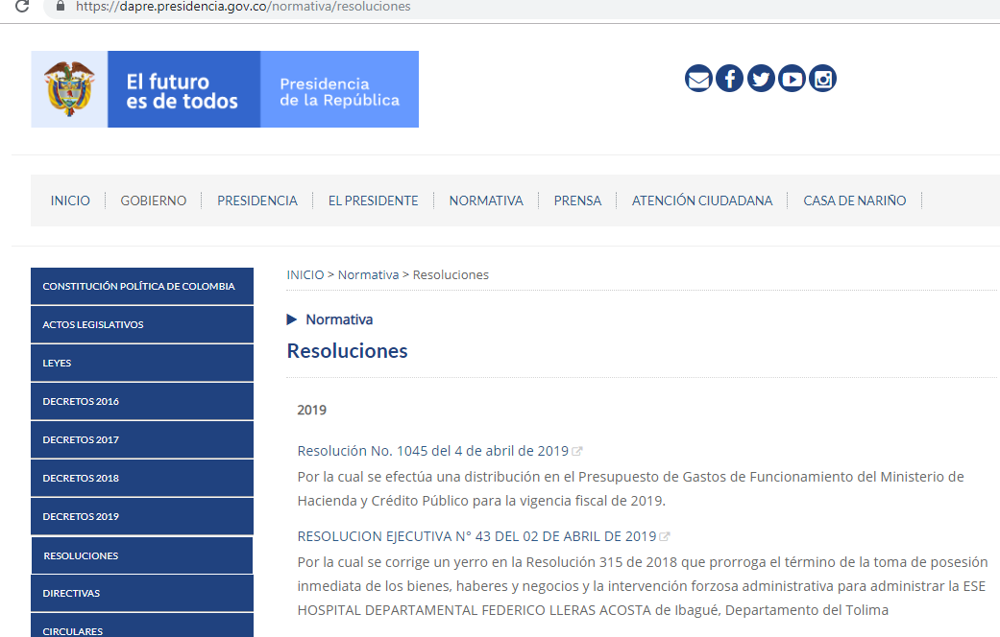 https://dapre.presidencia.gov.co/normativa/resoluciones
El futuro
es de todos
Presidencia
de la República
INICIO GOBIERNO PRESIDENCIA EL PRESIDENTE NORMATIVA PRENSA ATENCIÓN CIUDADANA CASA DE NARIÑO
CONSTITUCIÓN POLÍTICA DE COLOMBIA
ACTOS LEGISLATIVOS
LEYES
DECRETOS 2016
DECRETOS 2017
DECRETOS 2018
DECRETOS 2019
RESOLUCIONES
DIRECTIVAS
CIRCULARES
INICIO > Normativa > Resoluciones
Normativa
Resoluciones
2019
Resolución No. 1045 del 4 de abril de 2019
Por la cual se efectúa una distribución en el Presupuesto de Gastos de Funcionamiento del Ministerio de
Hacienda y Crédito Público para la vigencia fiscal de 2019.
RESOLUCION EJECUTIVA N° 43 DEL 02 DE ABRIL DE 2019
Por la cual se corrige un yerro en la Resolución 315 de 2018 que prorroga el término de la toma de posesión
inmediata de los bienes, haberes y negocios y la intervención forzosa administrativa para administrar la ESE
HOSPITAL DEPARTAMENTAL FEDERICO LLERAS ACOSTA de Ibagué, Departamento del Tolima